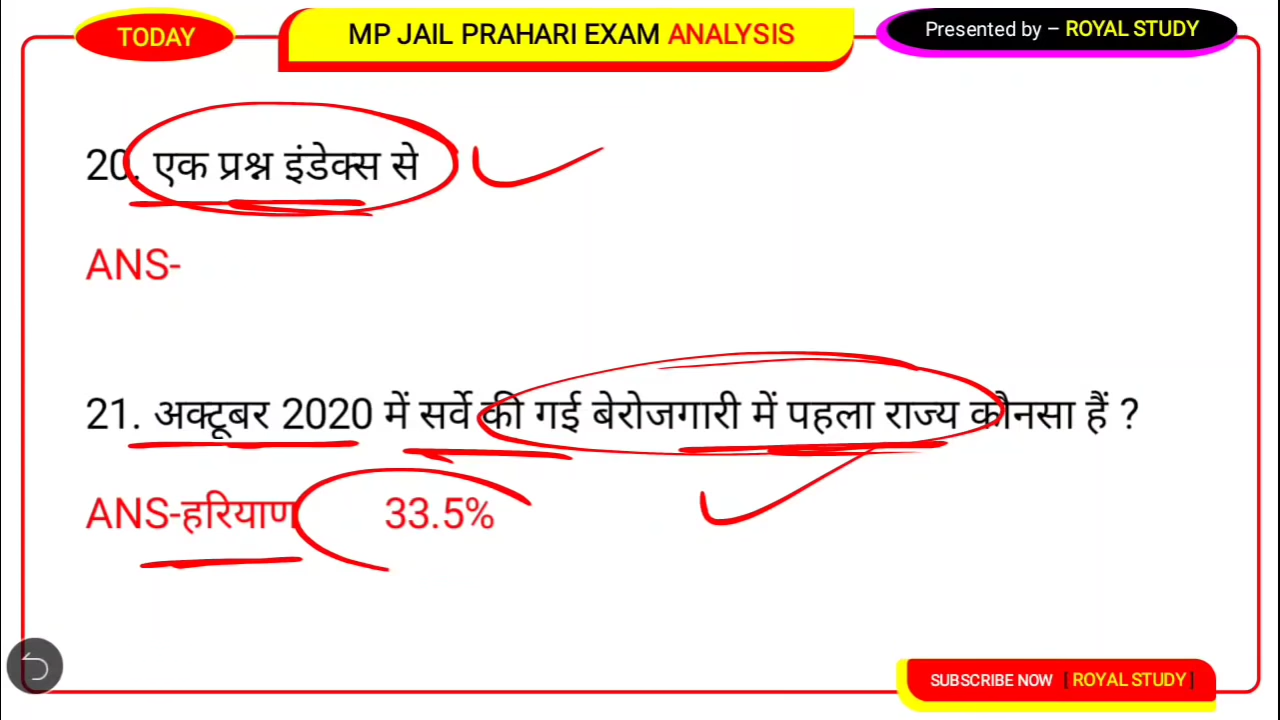 TODAY
MP JAIL PRAHARI EXAM ANALYSIS
Presented by – ROYAL STUDY
20. एक प्रश्न इंडेक्स से
ANS-
21. अक्टूबर 2020 में सर्वे की गई बेरोजगारी में पहला राज्य कौनसा हैं ?
ANS-हरियाण 33.5%
SUBSCRIBE NOW [ ROYAL STUDY ]